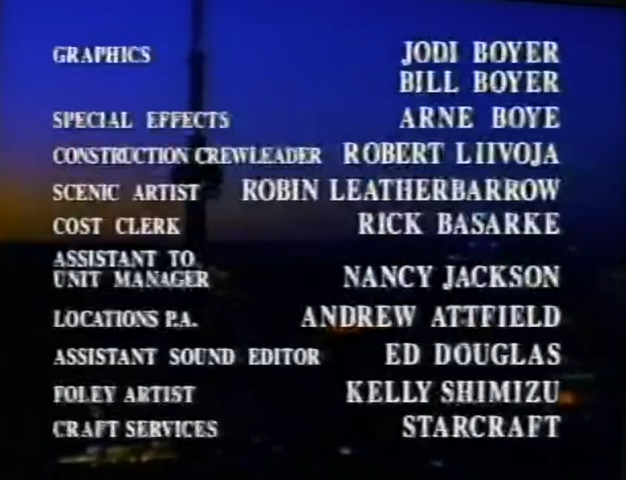 GRAPHICS JODI BOYER
BILL BOYER
SPECIAL EFFECTS ARNE BOYE
CONSTRUCTION CREWLEADER ROBERT LIIVOJA
SCENIC ARTIST ROBIN LEATHERBARROW
COST CLERK RICK BASARKE
ASSISTANT TO
UNIT MANAGER NANCY JACKSON
LOCATIONS P.A. ANDREW ATTFIELD
ASSISTANT SOUND EDITOR ED DOUGLAS
FOLEY ARTIST KELLY SHIMIZU
CRAFT SERVICES STARCRAFT